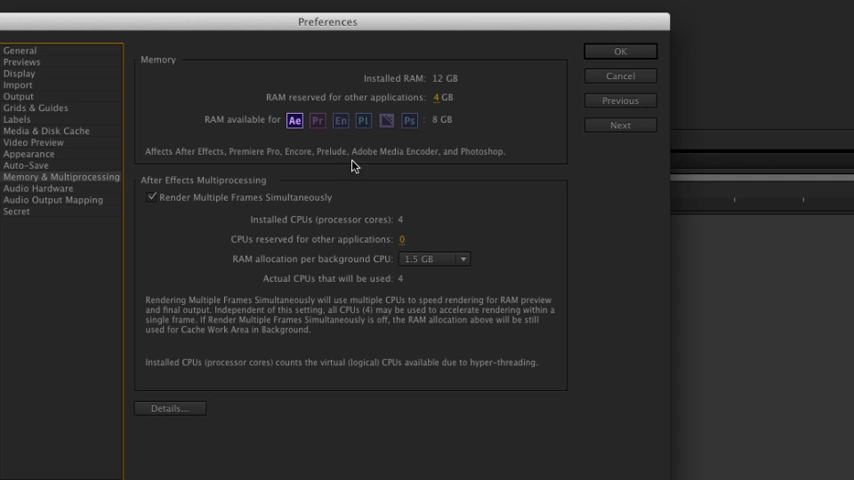 Preferences
General
Previews
Display
Import
Output
Grids & Guides
Labels
Media & Disk Cache
Video Preview
Appearance
Auto-Save
Memory & Multiprocessing
Audio Hardware
Audio Output Mapping
Secret
Memory
Installed RAM: 12 GB
RAM reserved for other applications: 4 GB
RAM available for Ae Pr En Pl Ps : 8 GB
Affects After Effects, Premiere Pro, Encore, Prelude, Adobe Media Encoder, and Photoshop.
After Effects Multiprocessing
Render Multiple Frames Simultaneously
Installed CPUs (processor cores): 4
CPUs reserved for other applications: 0
RAM allocation per background CPU: 1.5 GB
Actual CPUs that will be used: 4
Rendering Multiple Frames Simultaneously will use multiple CPUs to speed rendering for RAM preview
and final output. Independent of this setting, all CPUs (4) may be used to accelerate rendering within a
single frame. If Render Multiple Frames Simultaneously is off, the RAM allocation above will be still
used for Cache Work Area in Background.
Installed CPUs (processor cores) counts the virtual (logical) CPUs available due to hyper-threading.
Details...
OK
Cancel
Previous
Next